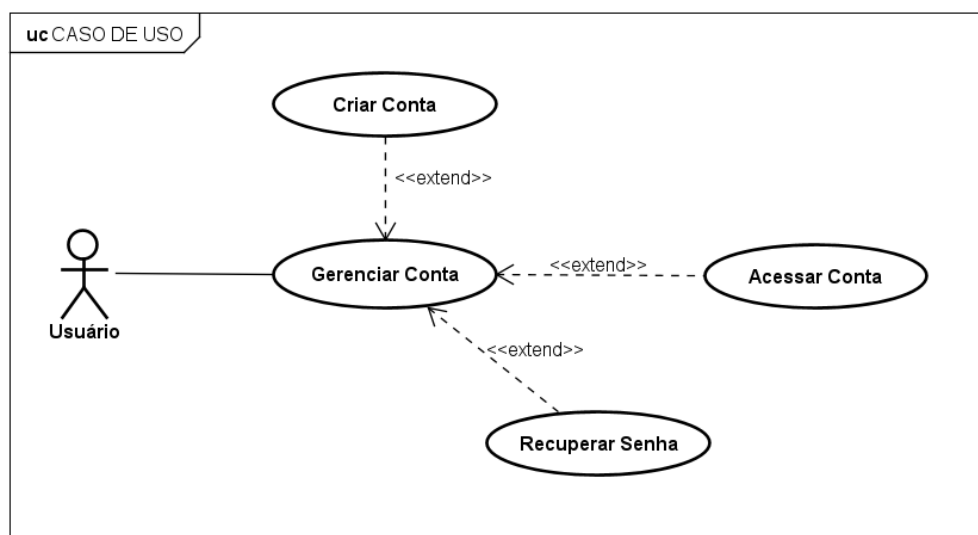 uc CASO DE USO
Criar Conta
<<extend>>
Gerenciar Conta
<<extend>>
Acessar Conta
Usuário
<<extend>>
Recuperar Senha